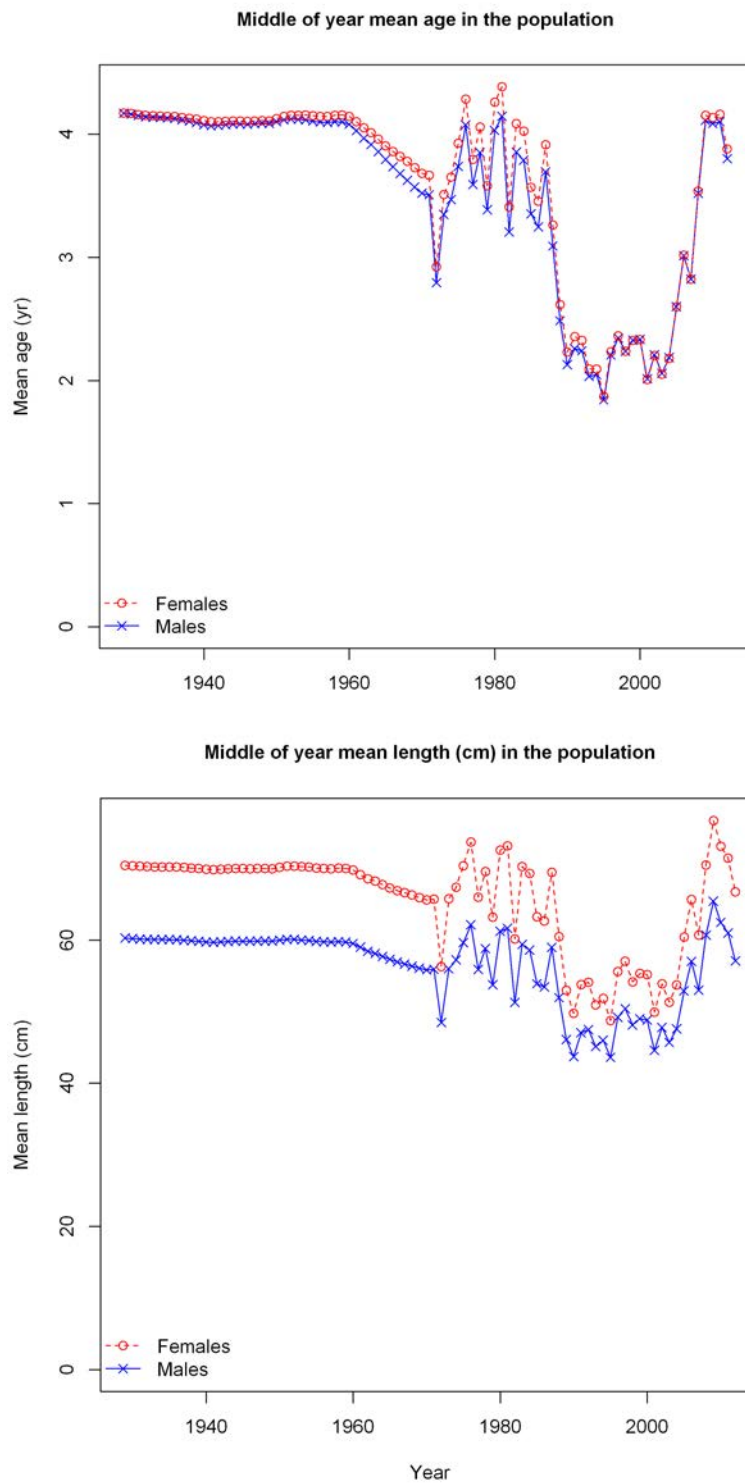 Middle of year mean age in the population
Mean age (yr)
4
3
2
1
0
Females
Males
1940
1960
1980
2000
Middle of year mean length (cm) in the population
Mean length (cm)
60
40
20
0
Females
Males
1940
1960
1980
2000
Year